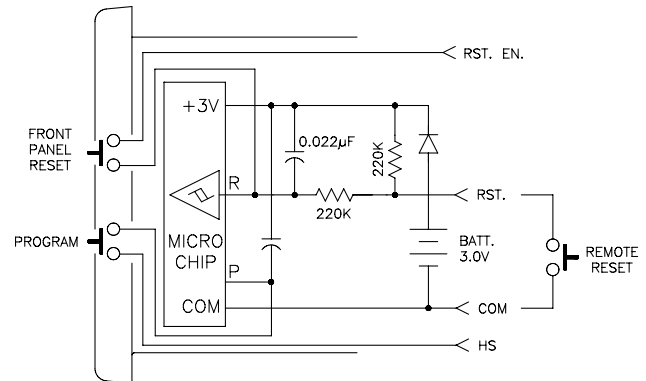 RST. EN.
+3V
FRONT
PANEL
RESET
0.022µF
220K
R
RST.
220K
PROGRAM
MICRO
CHIP
BATT.
3.0V
REMOTE
RESET
P
COM
COM
HS